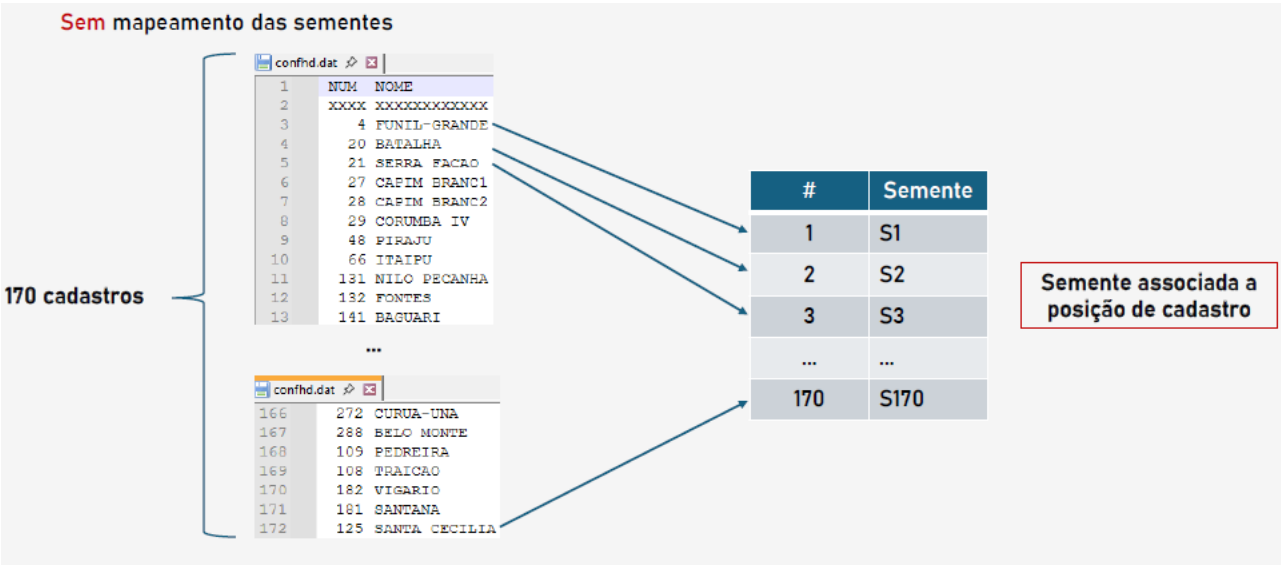 Sem mapeamento das sementes
confhd.dat
1 NUM NOME
2 XXXX XXXXXXXXXXXX
3 4 FUNIL-GRANDE
4 20 BATALHA
5 21 SERRA FACAO
6 27 CAPIM BRANC1
7 28 CAPIM BRANC2
8 29 CORUMBA IV
9 48 PIRAJU
10 66 ITAIPU
11 131 NILO PECANHA
12 132 FONTES
13 141 BAGUARI
...
confhd.dat
166 272 CURUA-UNA
167 288 BELO MONTE
168 109 PEDREIRA
169 108 TRAICAO
170 182 VIGARIO
171 181 SANTANA
172 125 SANTA CECILIA
170 cadastros
# Semente
1 S1
2 S2
3 S3
... ...
170 S170
Semente associada a
posição de cadastro